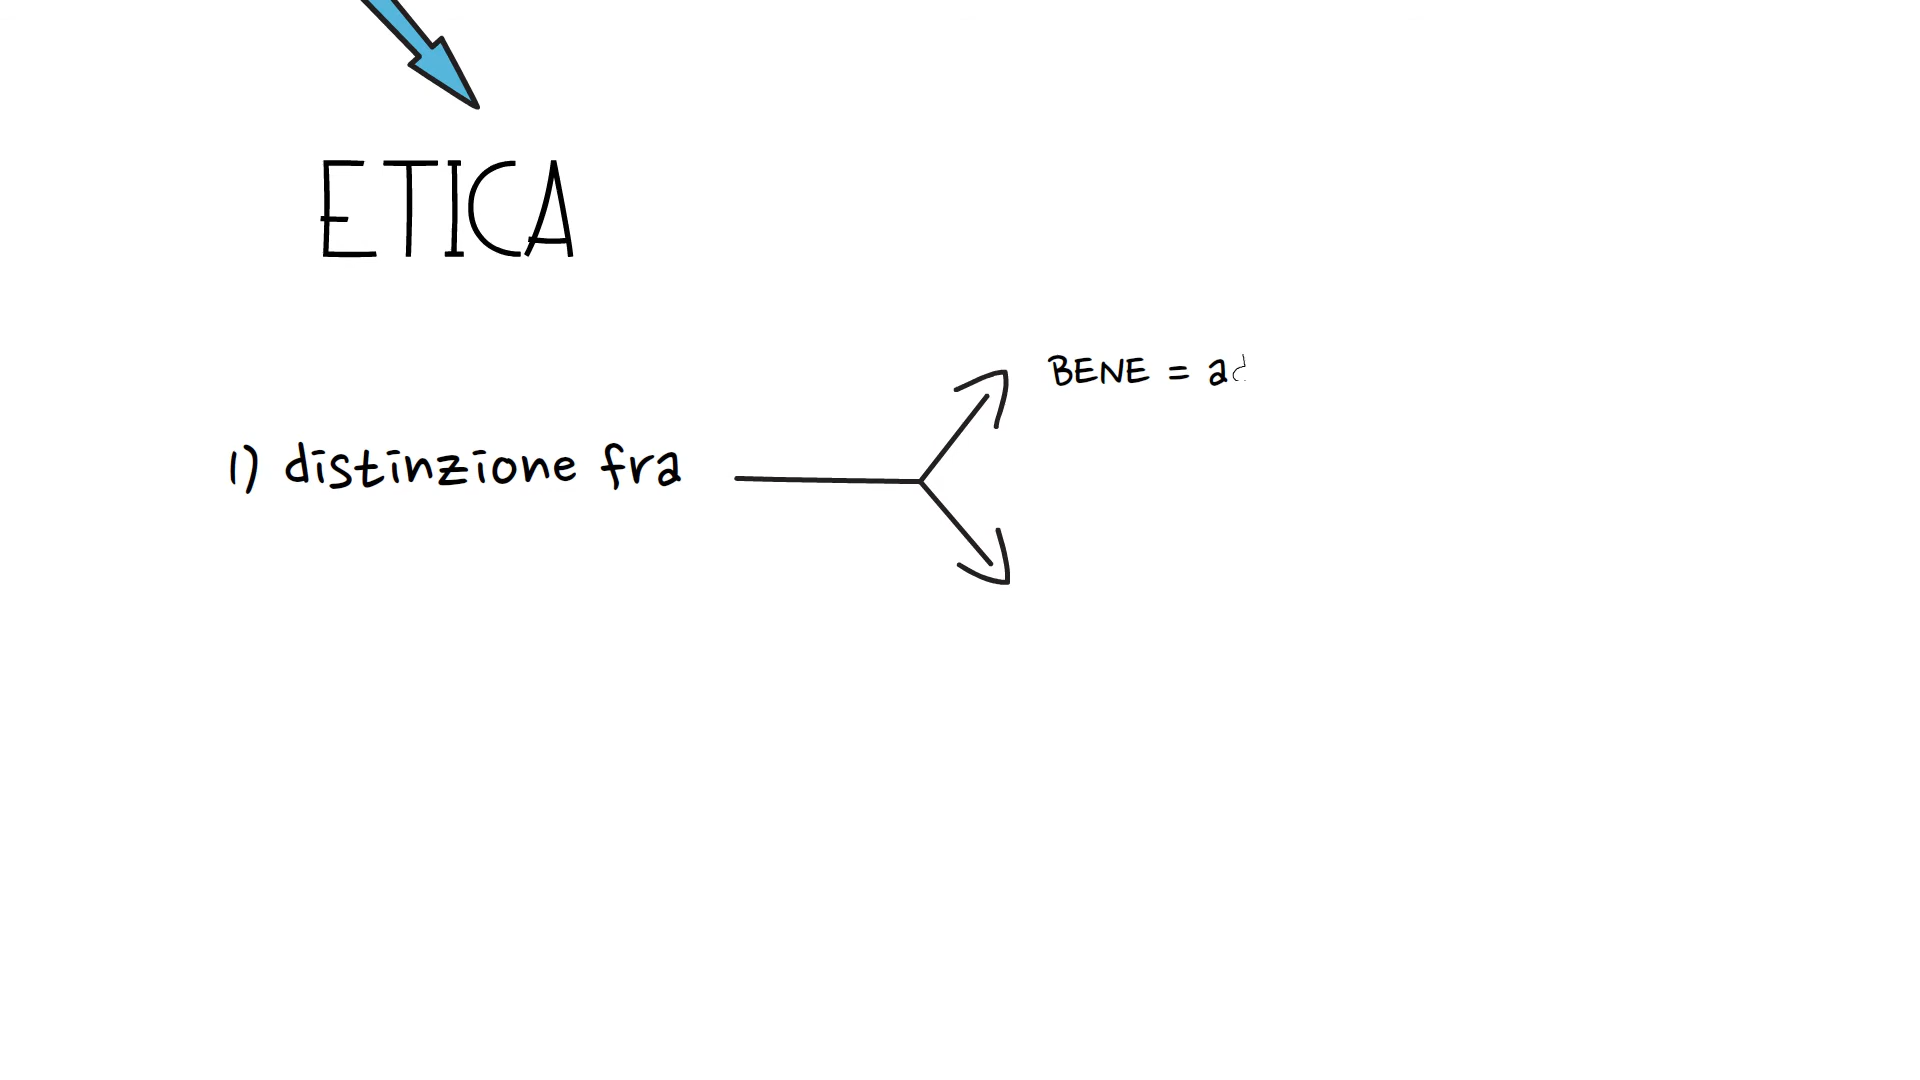 ETICA
BENE = a
1) distinzione fra